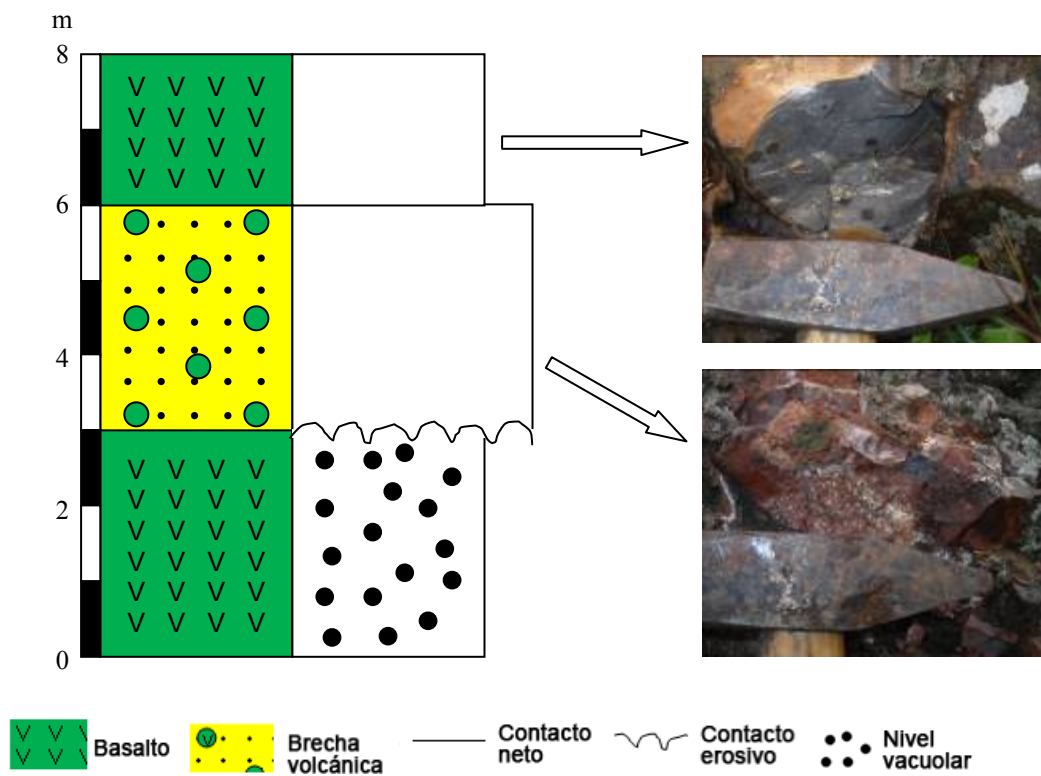 m
8
6
4
2
0
Basalto
Brecha
volcánica
Contacto
neto
Contacto
erosivo
Nivel
vacuolar